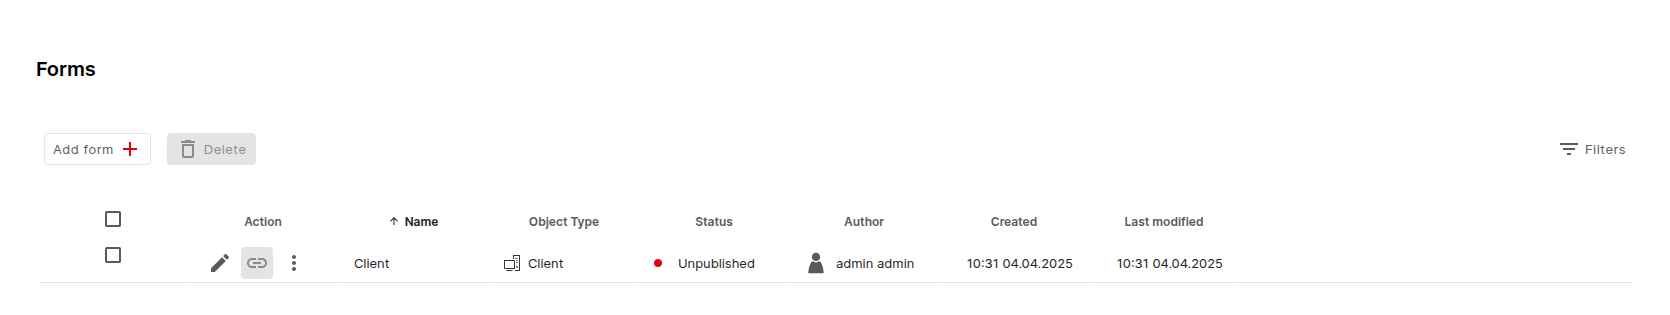 Forms
Add form
Delete
Filters
Action Name Object Type Status Author Created Last modified
Client Client Unpublished admin admin 10:31 04.04.2025 10:31 04.04.2025